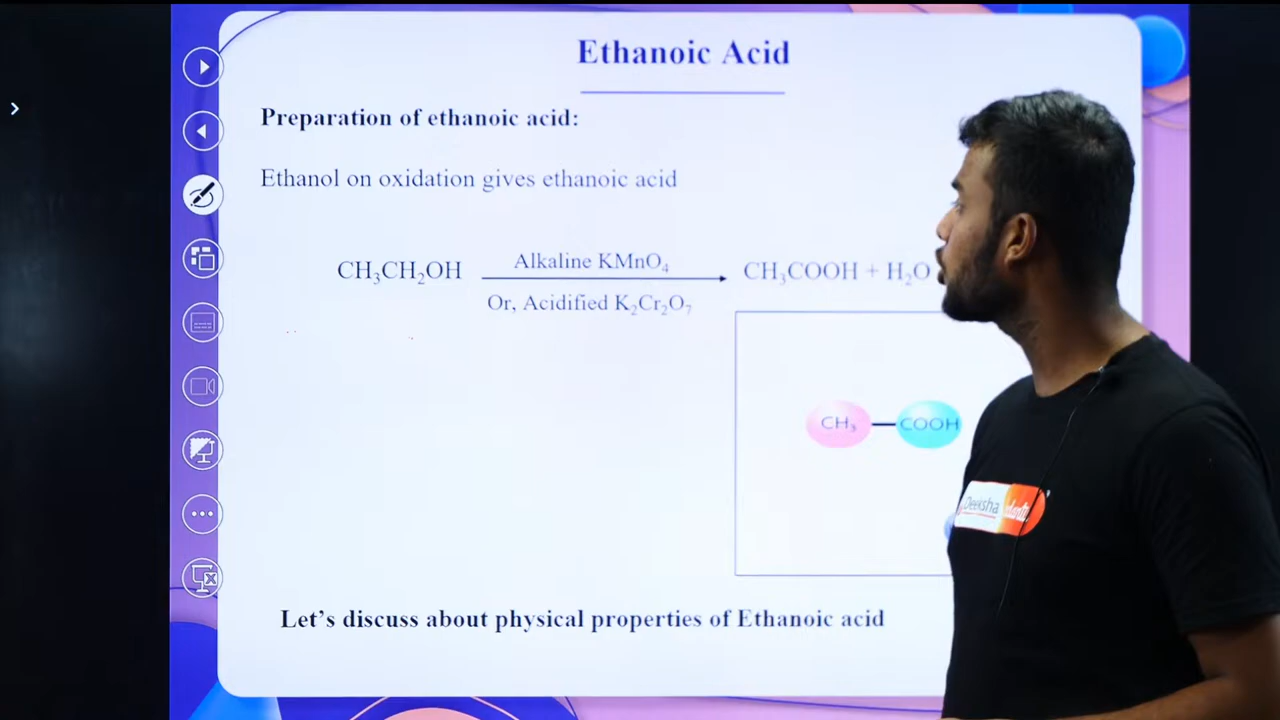 Ethanoic Acid
Preparation of ethanoic acid:
Ethanol on oxidation gives ethanoic acid
Alkaline KMnO₄
CH₃CH₂OH CH₃COOH + H₂O
Or, Acidified K₂Cr₂O₇
CH₃ COOH
Deeksha
Let's discuss about physical properties of Ethanoic acid